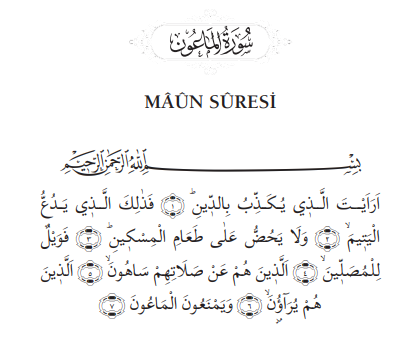 سُورَةُ الْمَاعُونِ
MÂÛN SÛRESİ
بِسْمِ اللّٰهِ الرَّحْمٰنِ الرَّحِيمِ
اَرَاَيْتَ الَّذِي يُكَذِّبُ بِالدِّينِۜ ﴿١﴾ فَذٰلِكَ الَّذِي يَدُعُّ
الْيَتِيمَۙ ﴿٢﴾ وَلَا يَحُضُّ عَلٰى طَعَامِ الْمِسْكِينِۜ ﴿٣﴾ فَوَيْلٌ
لِلْمُصَلِّينَۙ ﴿٤﴾ اَلَّذِينَ هُمْ عَنْ صَلَاتِهِمْ سَاهُونَۙ ﴿٥﴾ اَلَّذِينَ
هُمْ يُرَٓاؤُ۫نَۙ ﴿٦﴾ وَيَمْنَعُونَ الْمَاعُونَ ﴿٧﴾